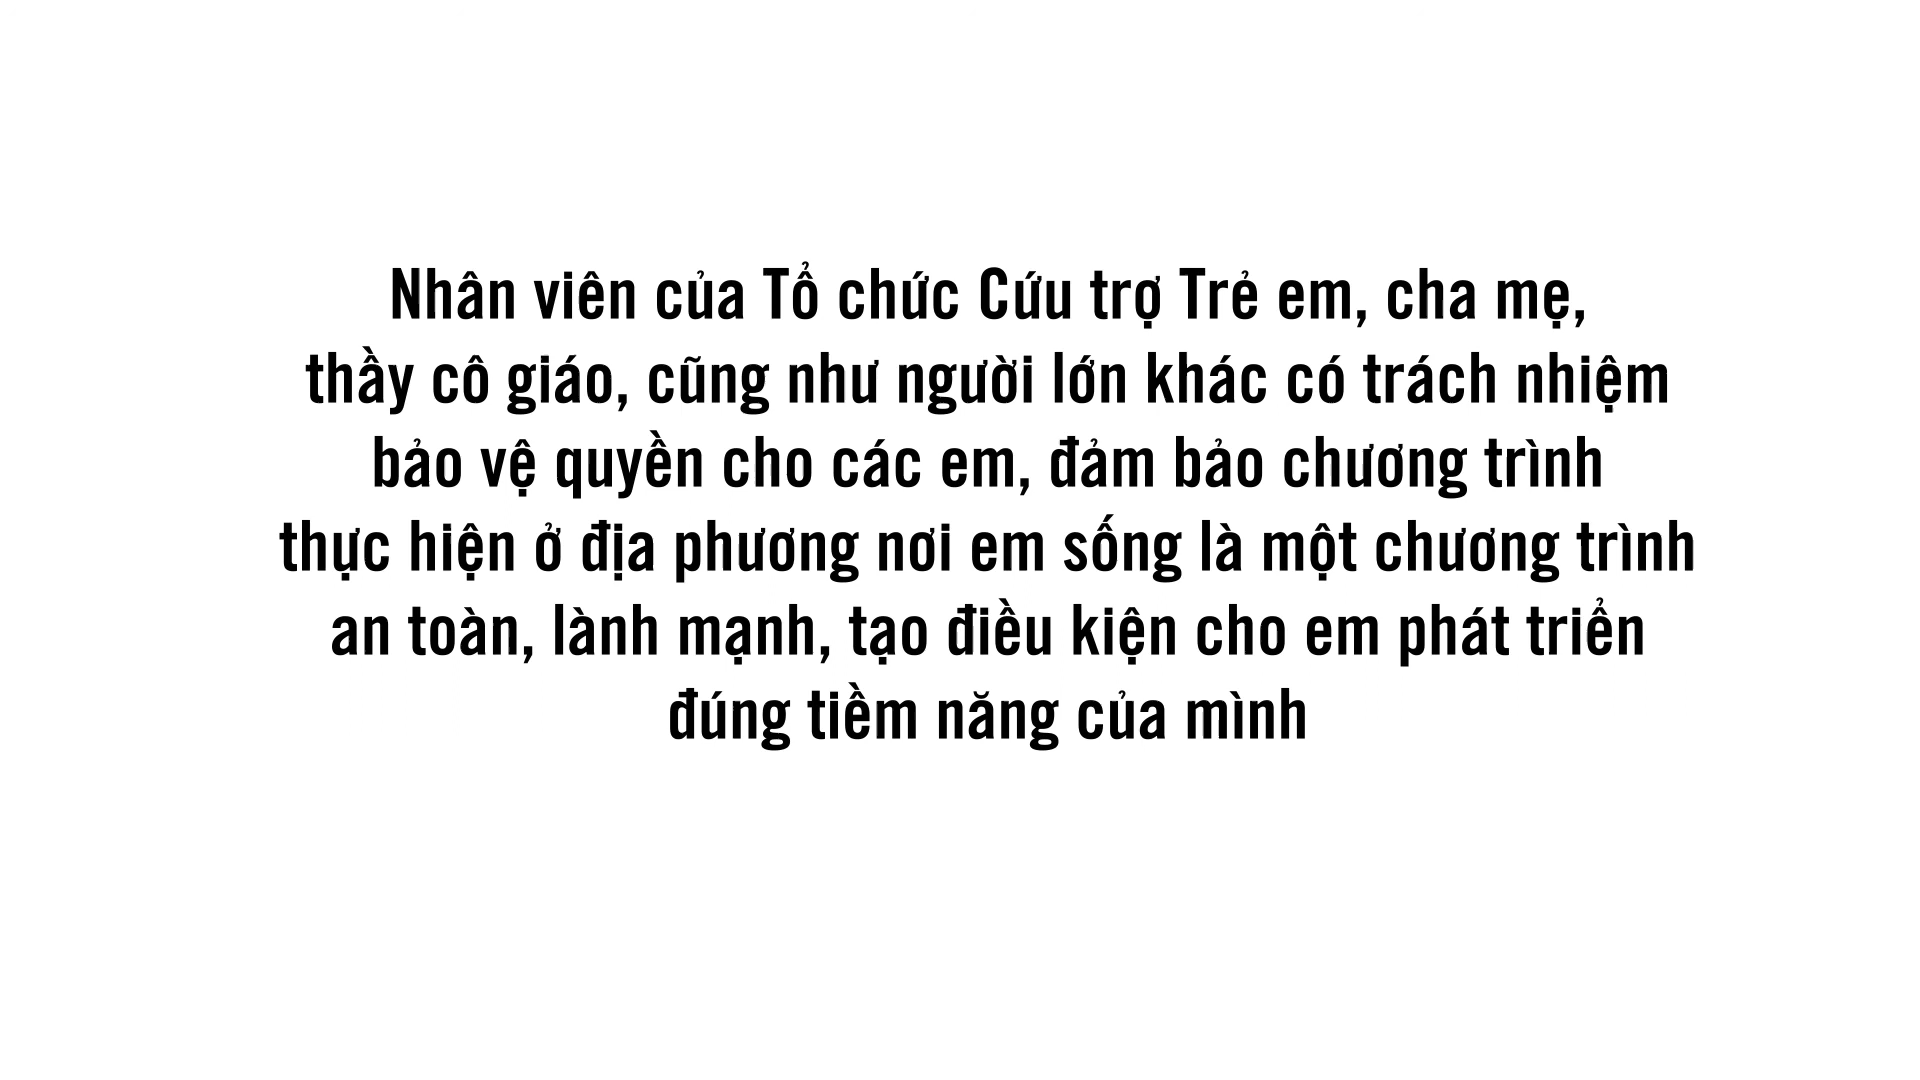 Nhân viên của Tổ chức Cứu trợ Trẻ em, cha mẹ,
thầy cô giáo, cũng như người lớn khác có trách nhiệm
bảo vệ quyền cho các em, đảm bảo chương trình
thực hiện ở địa phương nơi em sống là một chương trình
an toàn, lành mạnh, tạo điều kiện cho em phát triển
đúng tiềm năng của mình